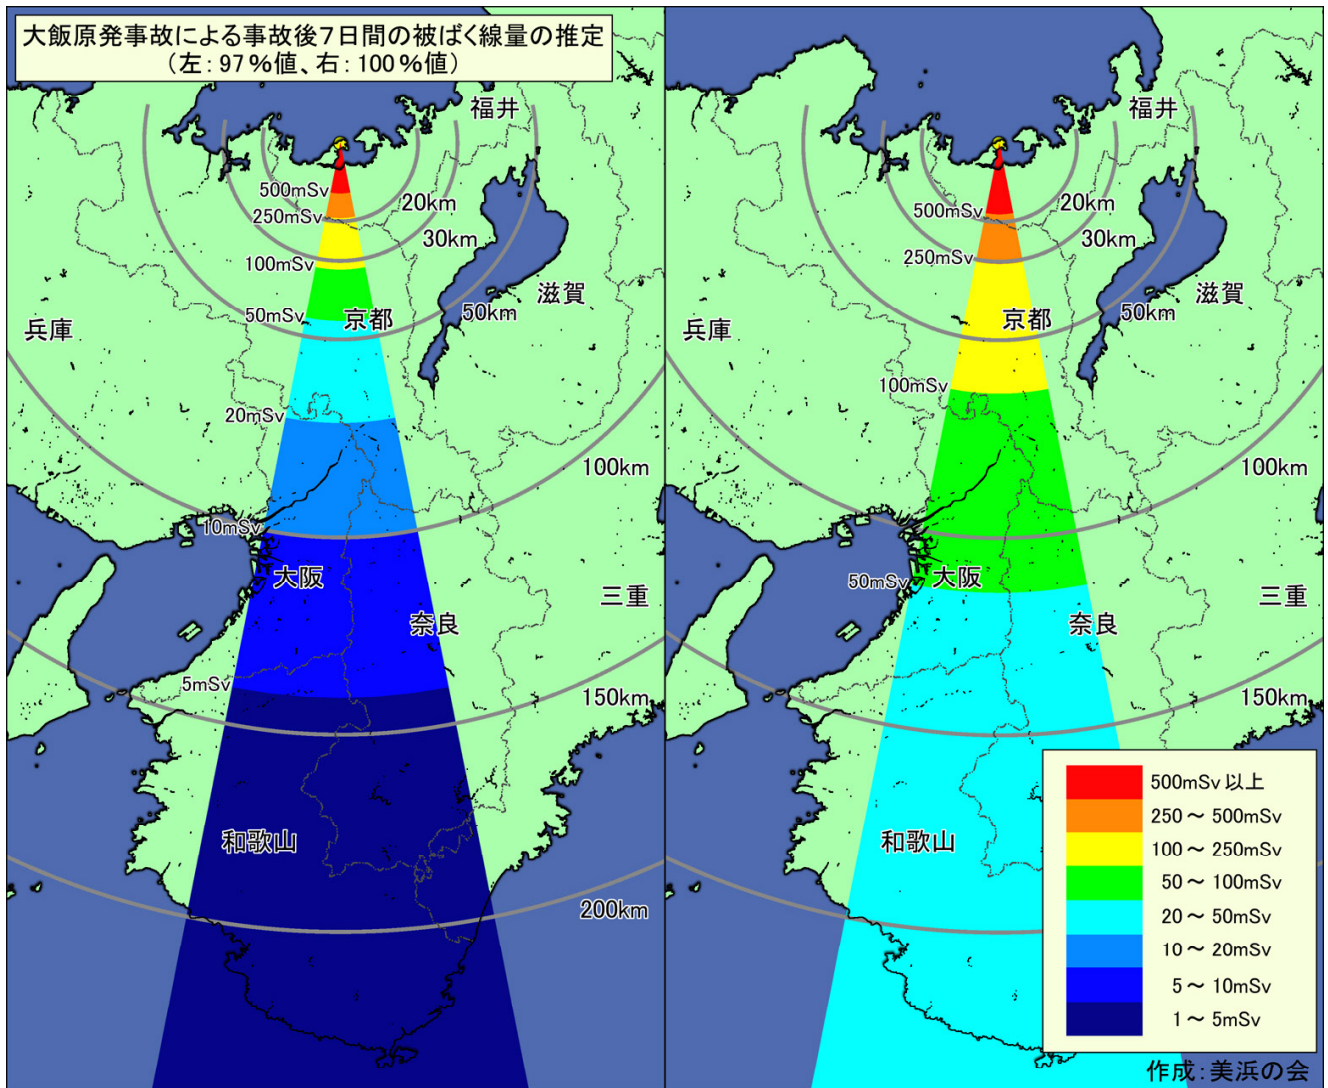 大飯原発事故による事故後7日間の被ばく線量の推定
（左：97％値、右：100％値）
福井
500mSv
20km
250mSv
30km
100mSv
滋賀
50mSv
京都
50km
兵庫
20mSv
100km
10mSv
大阪
三重
奈良
5mSv
150km
和歌山
200km
福井
500mSv
20km
30km
250mSv
滋賀
京都
50km
100mSv
100km
50mSv
大阪
三重
奈良
150km
和歌山
500mSv 以上
250～500mSv
100～250mSv
50～100mSv
20～50mSv
10～20mSv
5～10mSv
1～5mSv
作成：美浜の会